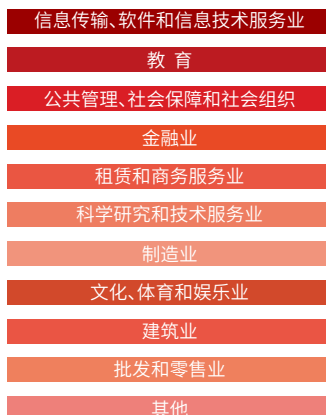 信息传输、软件和信息技术服务业
教 育
公共管理、社会保障和社会组织
金融业
租赁和商务服务业
科学研究和技术服务业
制造业
文化、体育和娱乐业
建筑业
批发和零售业
其他